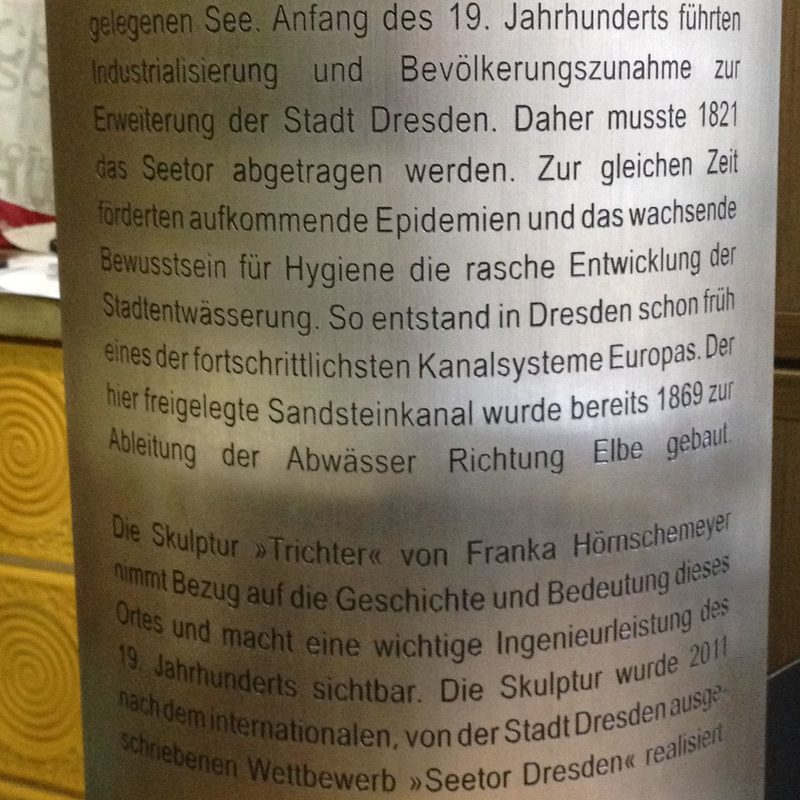 gelegenen See. Anfang des 19. Jahrhunderts führten
Industrialisierung und Bevölkerungszunahme zur
Erweiterung der Stadt Dresden. Daher musste 1821
das Seetor abgetragen werden. Zur gleichen Zeit
förderten aufkommende Epidemien und das wachsende
Bewusstsein für Hygiene die rasche Entwicklung der
Stadtentwässerung. So entstand in Dresden schon früh
eines der fortschrittlichsten Kanalsysteme Europas. Der
hier freigelegte Sandsteinkanal wurde bereits 1869 zur
Ableitung der Abwässer Richtung Elbe gebaut.
Die Skulptur »Trichter« von Franka Hörnschemeyer
nimmt Bezug auf die Geschichte und Bedeutung dieses
Ortes und macht eine wichtige Ingenieurleistung des
19. Jahrhunderts sichtbar. Die Skulptur wurde 2011
nach dem internationalen, von der Stadt Dresden ausge-
schriebenen Wettbewerb »Seetor Dresden« realisiert.